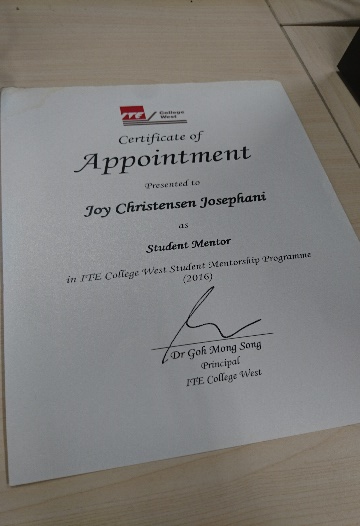 ITE College
West
Certificate of
Appointment
Presented to
Joy Christensen Josephani
as
Student Mentor
in ITE College West Student Mentorship Programme
(2016)
Dr Goh Mong Song
Principal
ITE College West